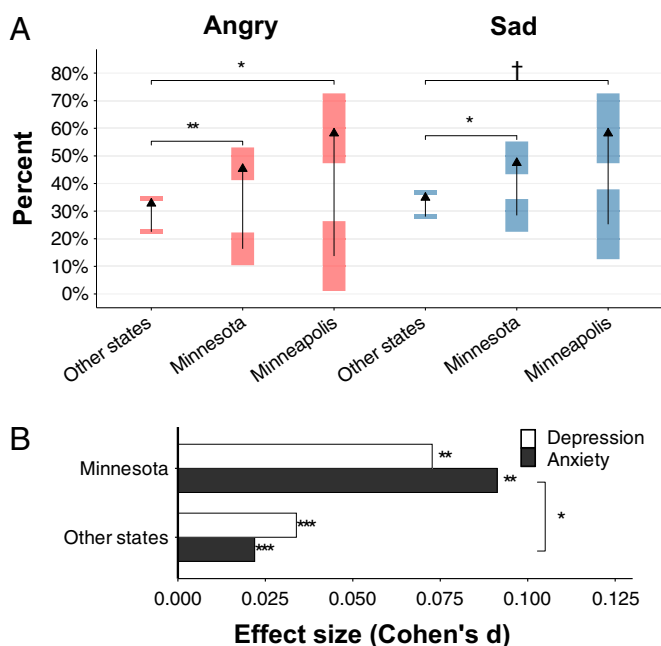 A
Angry Sad
Percent
80%
70%
60%
50%
40%
30%
20%
10%
0%
*
**
†
*
Other states Minnesota Minneapolis Other states Minnesota Minneapolis
B
Depression
Anxiety
Minnesota
**
**
*
Other states
***
***
0.000 0.025 0.050 0.075 0.100 0.125
Effect size (Cohen's d)